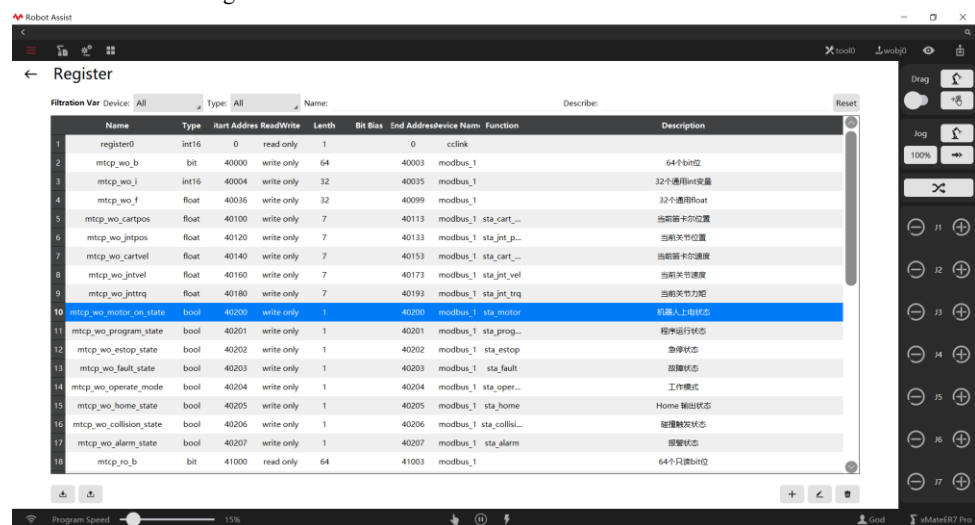 Robot Assist
tool0 wobj0
Register
Filtration Var Device: All Type: All Name: Describe: Reset
Name Type Start Addres ReadWrite Lenth Bit Bias End Addres Device Name Function Description
1 register0 int16 0 read only 1 0 cclink
2 mtcp_wo_b bit 40000 write only 64 40003 modbus_1 64个bit位
3 mtcp_wo_i int16 40004 write only 32 40035 modbus_1 32个通用int变量
4 mtcp_wo_f float 40036 write only 32 40099 modbus_1 32个通用float
5 mtcp_wo_cartpos float 40100 write only 7 40113 modbus_1 sta_cart_... 当前笛卡尔位置
6 mtcp_wo_jntpos float 40120 write only 7 40133 modbus_1 sta_jnt_p... 当前关节位置
7 mtcp_wo_cartvel float 40140 write only 7 40153 modbus_1 sta_cart_... 当前笛卡尔速度
8 mtcp_wo_jntvel float 40160 write only 7 40173 modbus_1 sta_jnt_vel 当前关节速度
9 mtcp_wo_jnttrq float 40180 write only 7 40193 modbus_1 sta_jnt_trq 当前关节力矩
10 mtcp_wo_motor_on_state bool 40200 write only 1 40200 modbus_1 sta_motor 机器人上电状态
11 mtcp_wo_program_state bool 40201 write only 1 40201 modbus_1 sta_prog... 程序运行状态
12 mtcp_wo_estop_state bool 40202 write only 1 40202 modbus_1 sta_estop 急停状态
13 mtcp_wo_fault_state bool 40203 write only 1 40203 modbus_1 sta_fault 故障状态
14 mtcp_wo_operate_mode bool 40204 write only 1 40204 modbus_1 sta_oper... 工作模式
15 mtcp_wo_home_state bool 40205 write only 1 40205 modbus_1 sta_home Home 输出状态
16 mtcp_wo_collision_state bool 40206 write only 1 40206 modbus_1 sta_collisi... 碰撞触发状态
17 mtcp_wo_alarm_state bool 40207 write only 1 40207 modbus_1 sta_alarm 报警状态
18 mtcp_ro_b bit 41000 read only 64 41003 modbus_1 64个只读bit位
Drag
Jog
100%
J1
J2
J3
J4
J5
J6
J7
Program Speed 15% God xMateER7 Pro